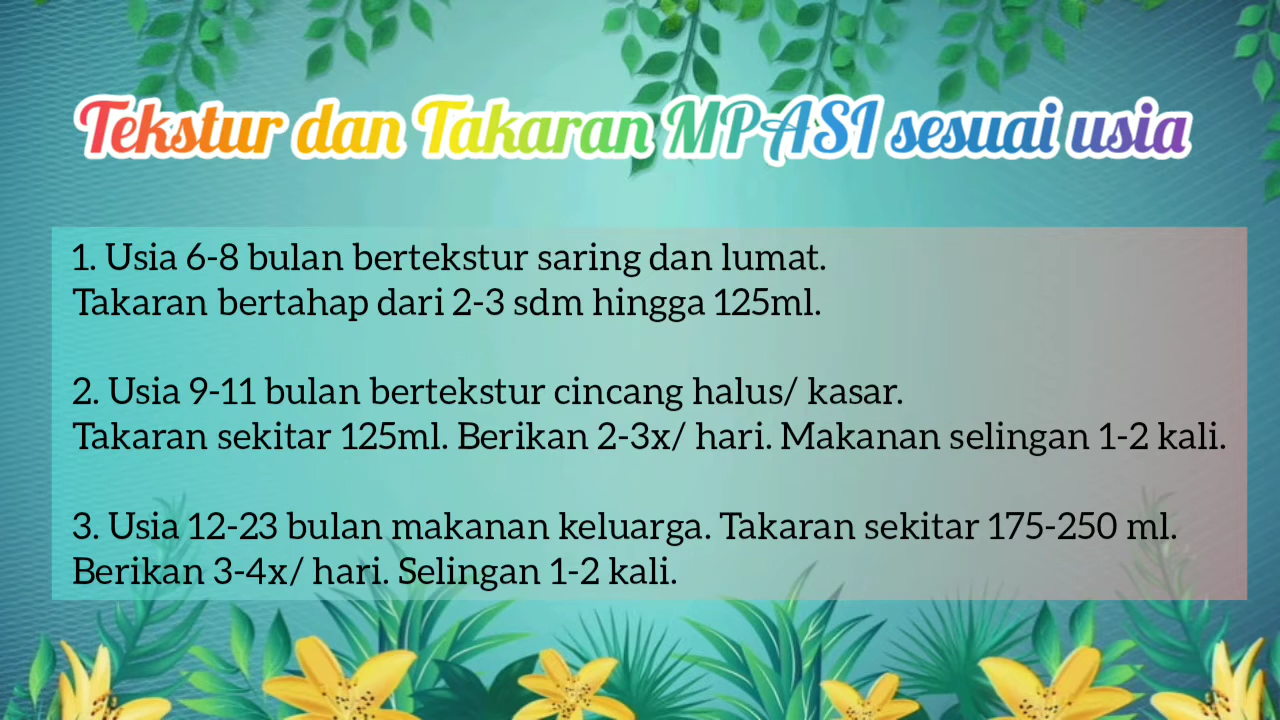 Tekstur dan Takaran MPASI sesuai usia
1. Usia 6-8 bulan bertekstur saring dan lumat.
Takaran bertahap dari 2-3 sdm hingga 125ml.
2. Usia 9-11 bulan bertekstur cincang halus/ kasar.
Takaran sekitar 125ml. Berikan 2-3x/ hari. Makanan selingan 1-2 kali.
3. Usia 12-23 bulan makanan keluarga. Takaran sekitar 175-250 ml.
Berikan 3-4x/ hari. Selingan 1-2 kali.